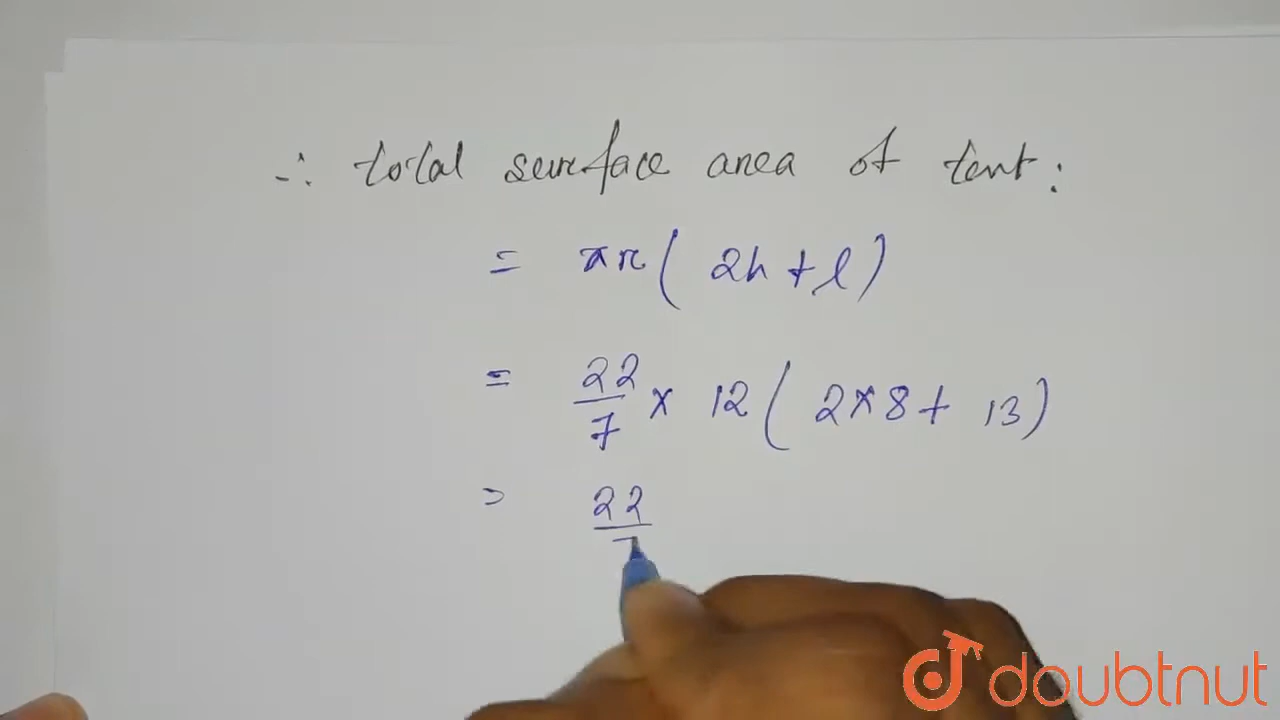 ∴ total surface area of tent :
= πr( 2h + l )
= 22/7 × 12 ( 2×8 + 13 )
= 22/7
doubtnut